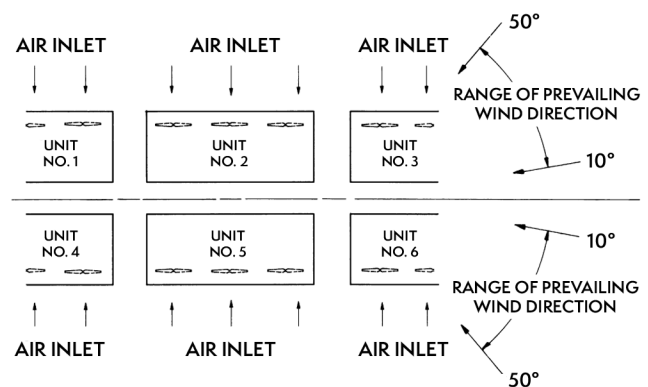 50°
AIR INLET AIR INLET AIR INLET
RANGE OF PREVAILING
WIND DIRECTION
UNIT
NO. 1
UNIT
NO. 2
UNIT
NO. 3
10°
UNIT
NO. 4
UNIT
NO. 5
UNIT
NO. 6
10°
RANGE OF PREVAILING
WIND DIRECTION
AIR INLET AIR INLET AIR INLET
50°